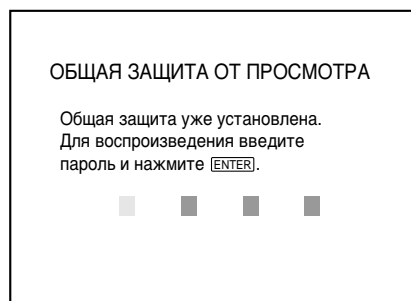 ОБЩАЯ ЗАЩИТА ОТ ПРОСМОТРА
Общая защита уже установлена.
Для воспроизведения введите
пароль и нажмите ENTER.